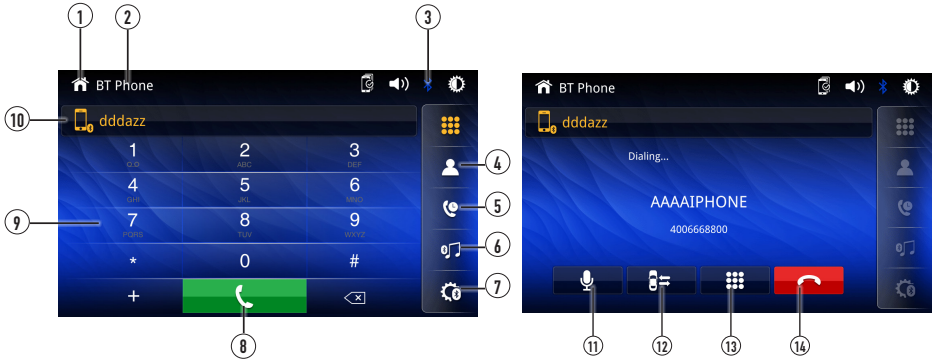 1 2 3
BT Phone
10 dddazz
1 2 3
ABC DEF
4 5 6 4
GHI JKL MNO
5
9 7 8 9
PQRS TUV WXYZ
6
* 0 #
7
+
8
BT Phone
dddazz
Dialing...
AAAAIPHONE
4006668800
11 12 13 14